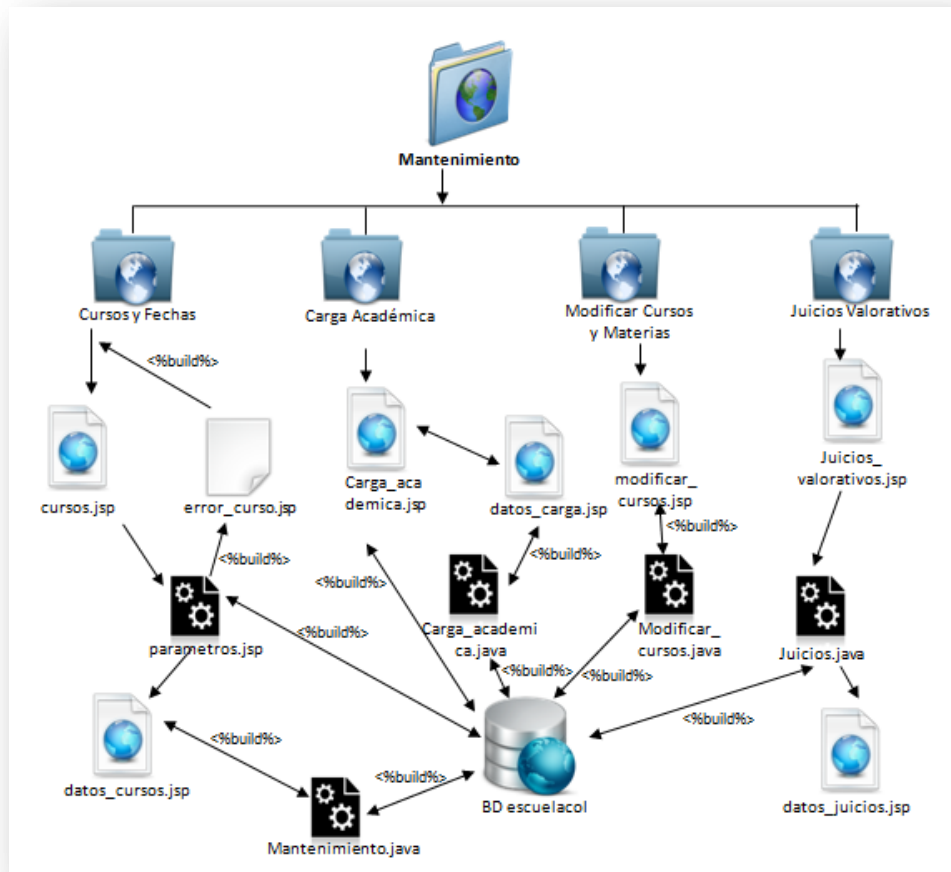 Mantenimiento
Cursos y Fechas
Carga Académica
Modificar Cursos
y Materias
Juicios Valorativos
<%build%>
cursos.jsp
error_curso.jsp
Carga_aca
demica.jsp
datos_carga.jsp
modificar_
cursos.jsp
Juicios_
valorativos.jsp
<%build%>
<%build%>
<%build%>
<%build%>
parametros.jsp
Carga_academi
ca.java
Modificar_
cursos.java
Juicios.java
<%build%>
<%build%>
<%build%>
<%build%>
<%build%>
<%build%>
datos_cursos.jsp
BD escuelacol
datos_juicios.jsp
Mantenimiento.java